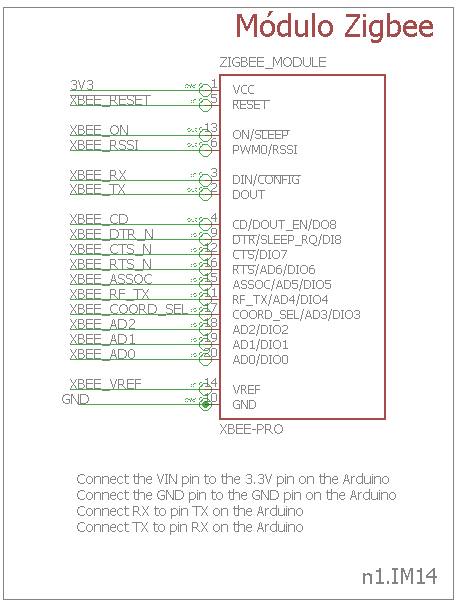 Módulo Zigbee
ZIGBEE_MODULE
3V3 1 VCC
XBEE_RESET 5 RESET
XBEE_ON 13 ON/SLEEP
XBEE_RSSI 6 PWM0/RSSI
XBEE_RX 3 DIN/CONFIG
XBEE_TX 2 DOUT
XBEE_CD 4 CD/DOUT_EN/DO8
XBEE_DTR_N 9 DTR/SLEEP_RQ/DI8
XBEE_CTS_N 12 CTS/DIO7
XBEE_RTS_N 16 RTS/AD6/DIO6
XBEE_ASSOC 15 ASSOC/AD5/DIO5
XBEE_RF_TX 11 RF_TX/AD4/DIO4
XBEE_COORD_SEL 17 COORD_SEL/AD3/DIO3
XBEE_AD2 18 AD2/DIO2
XBEE_AD1 19 AD1/DIO1
XBEE_AD0 20 AD0/DIO0
XBEE_VREF 14 VREF
GND 10 GND
XBEE-PRO
Connect the VIN pin to the 3.3V pin on the Arduino
Connect the GND pin to the GND pin on the Arduino
Connect RX to pin TX on the Arduino
Connect TX to pin RX on the Arduino
n1.IM14